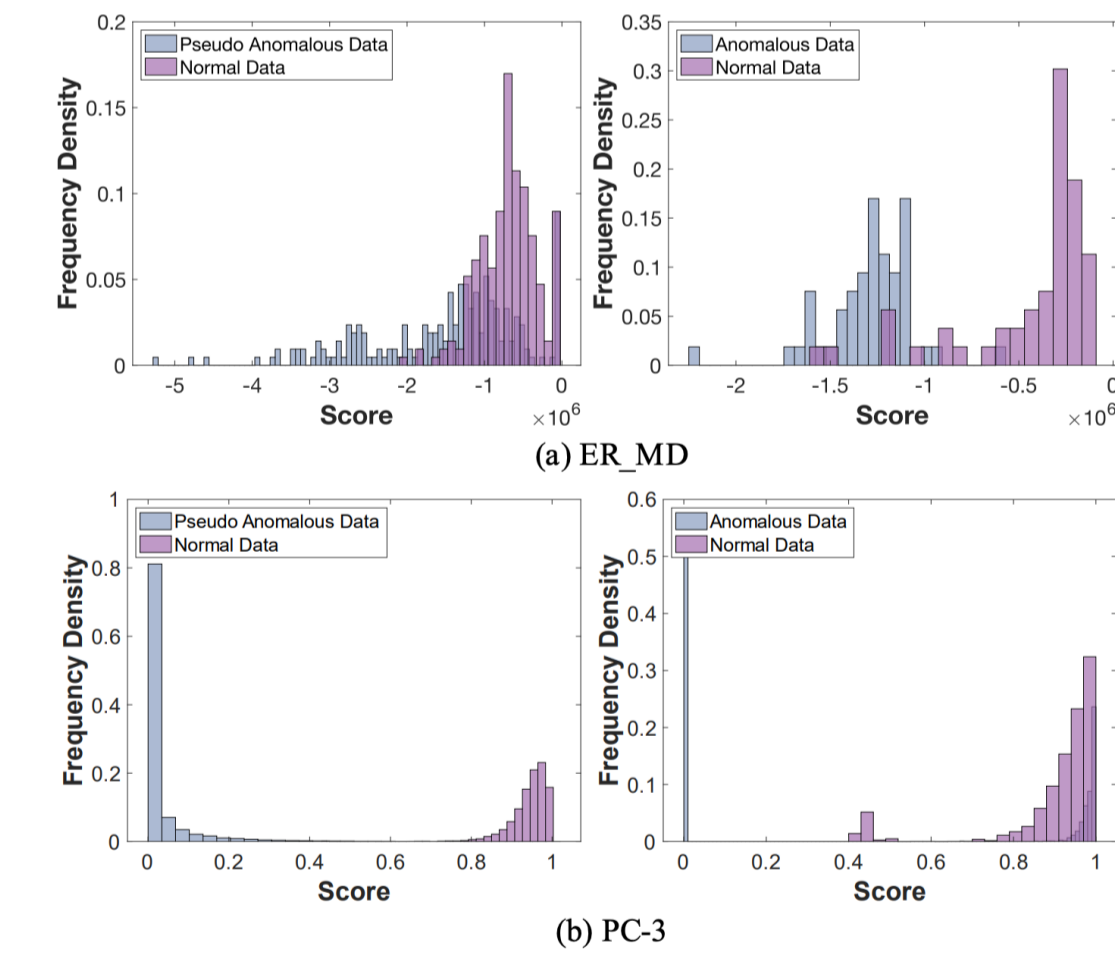 Pseudo Anomalous Data
Normal Data
Frequency Density
0.2
0.15
0.1
0.05
0
-5 -4 -3 -2 -1 0
Score
×10^6
Anomalous Data
Normal Data
Frequency Density
0.35
0.3
0.25
0.2
0.15
0.1
0.05
0
-2 -1.5 -1 -0.5 0
Score
×10^6
(a) ER_MD
Pseudo Anomalous Data
Normal Data
Frequency Density
1
0.8
0.6
0.4
0.2
0
0 0.2 0.4 0.6 0.8 1
Score
Anomalous Data
Normal Data
Frequency Density
0.6
0.5
0.4
0.3
0.2
0.1
0
0 0.2 0.4 0.6 0.8 1
Score
(b) PC-3